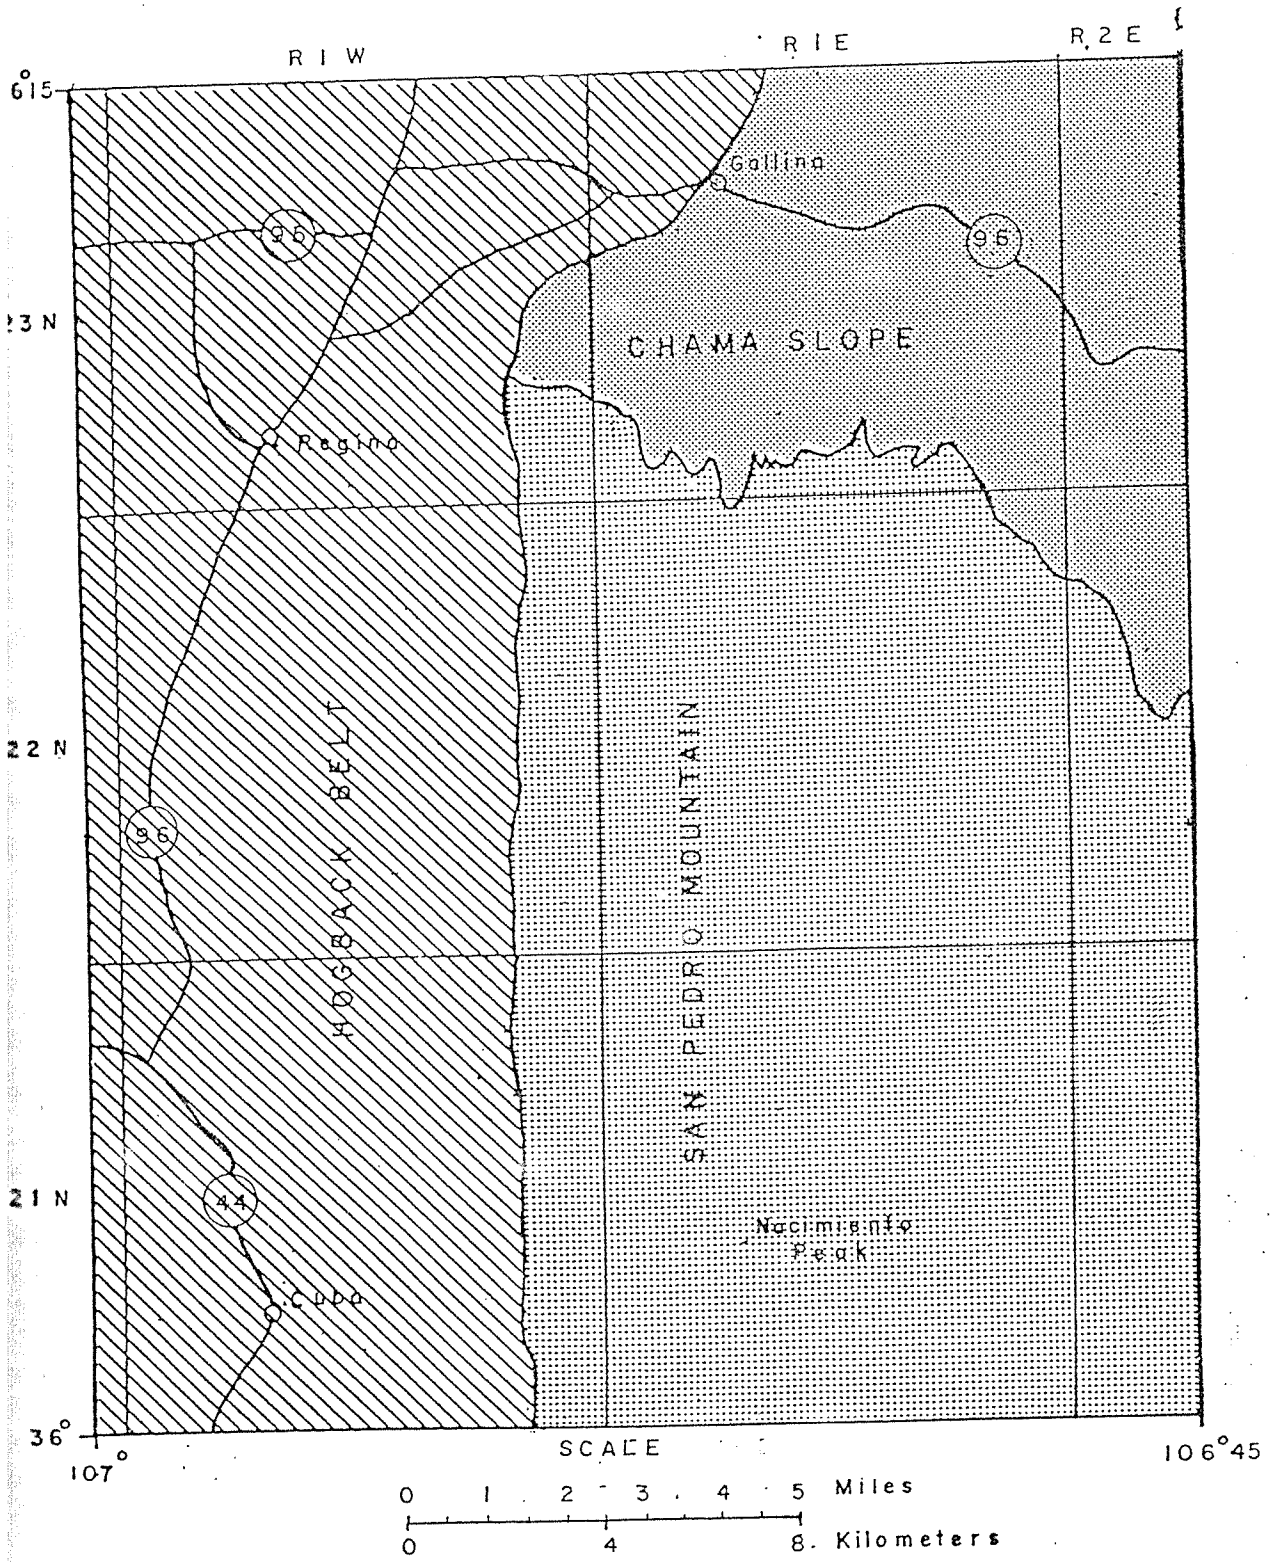 R 1 W
R 1 E
R, 2 E
6°15
Gallina
96
96
23 N
CHAMA SLOPE
Regina
22 N
HOGBACK BELT
SAN PEDRO MOUNTAIN
96
21 N
44
Nacimiento
Peak
Cuba
36°
107°
SCALE
106°45
0 1 2 3 4 5 Miles
0 4 8 Kilometers